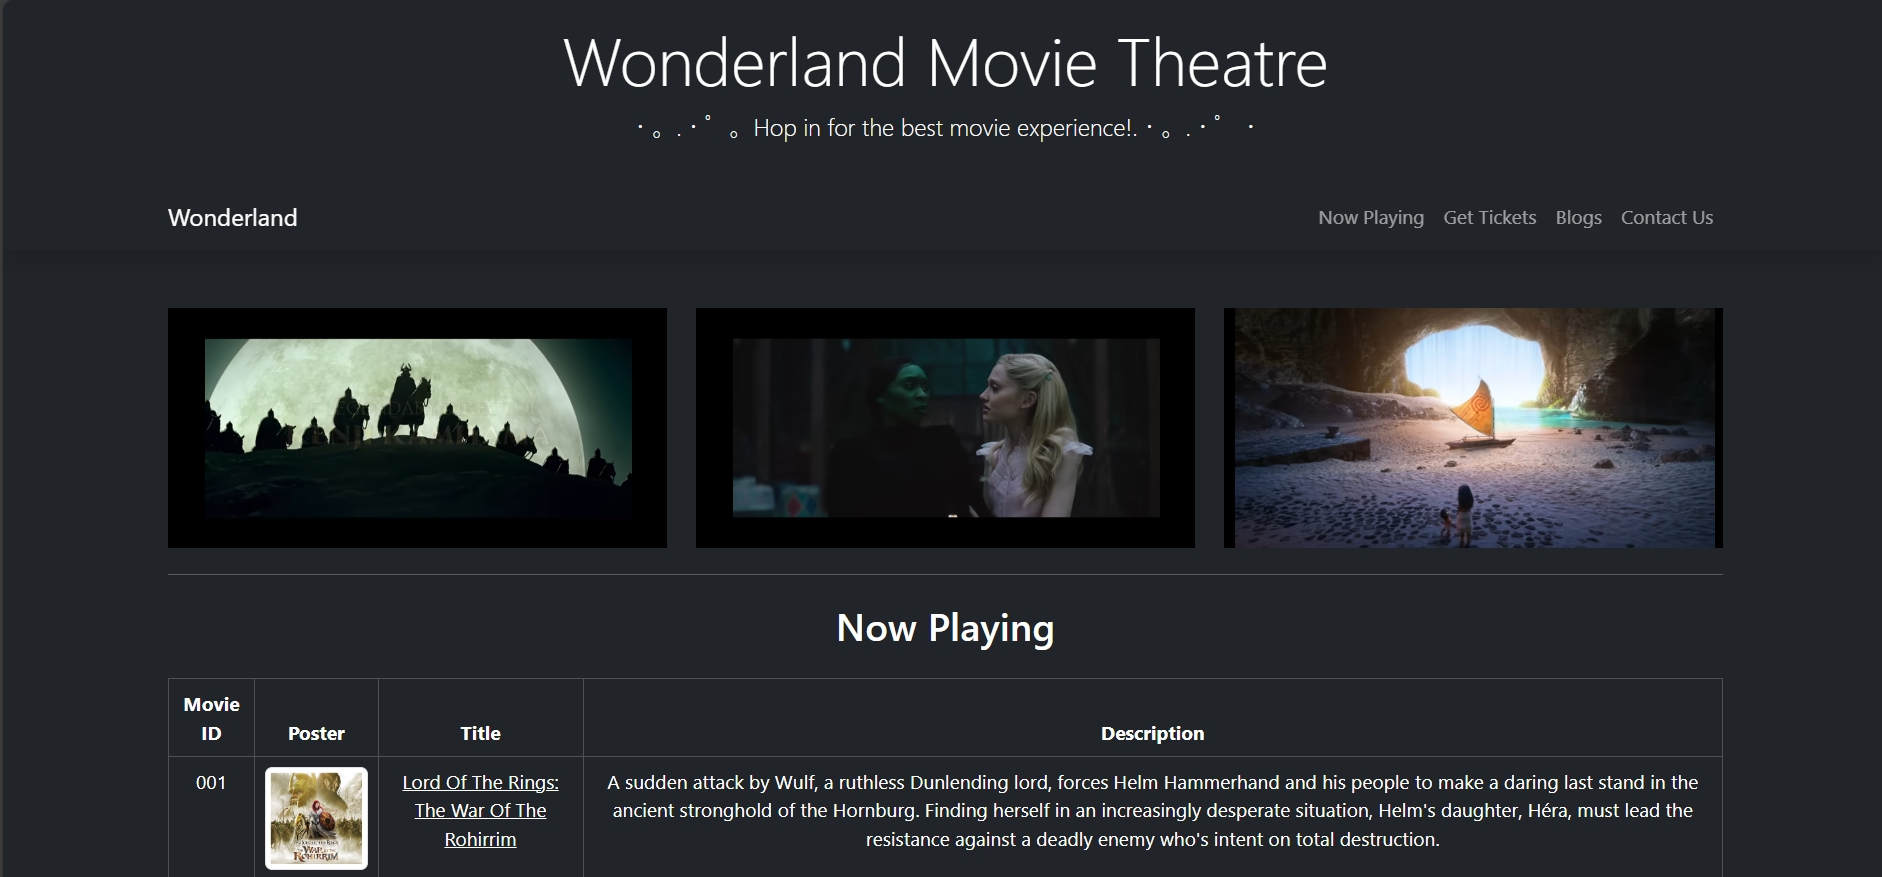 Wonderland Movie Theatre
・。.・゜。Hop in for the best movie experience!.・。.・゜・
Wonderland
Now Playing Get Tickets Blogs Contact Us
Now Playing
Movie ID
Poster
Title
Description
001
WAR OF THE
ROHIRRIM
Lord Of The Rings:
The War Of The
Rohirrim
A sudden attack by Wulf, a ruthless Dunlending lord, forces Helm Hammerhand and his people to make a daring last stand in the
ancient stronghold of the Hornburg. Finding herself in an increasingly desperate situation, Helm's daughter, Héra, must lead the
resistance against a deadly enemy who's intent on total destruction.